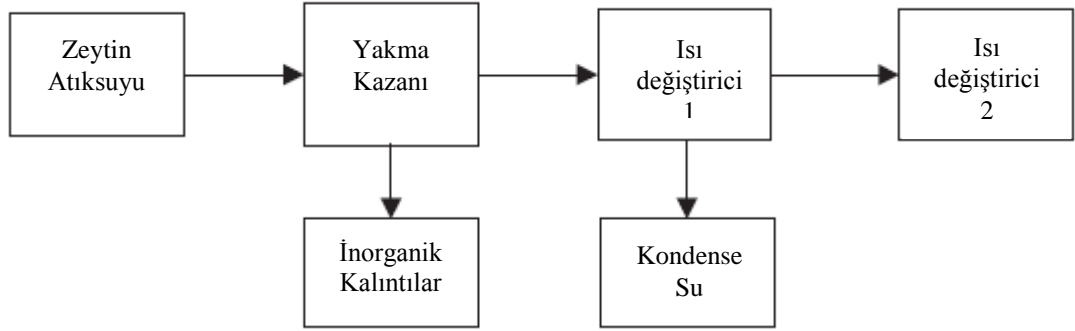 Zeytin
Atıksuyu
Yakma
Kazanı
Isı
değiştirici
1
Isı
değiştirici
2
İnorganik
Kalıntılar
Kondense
Su